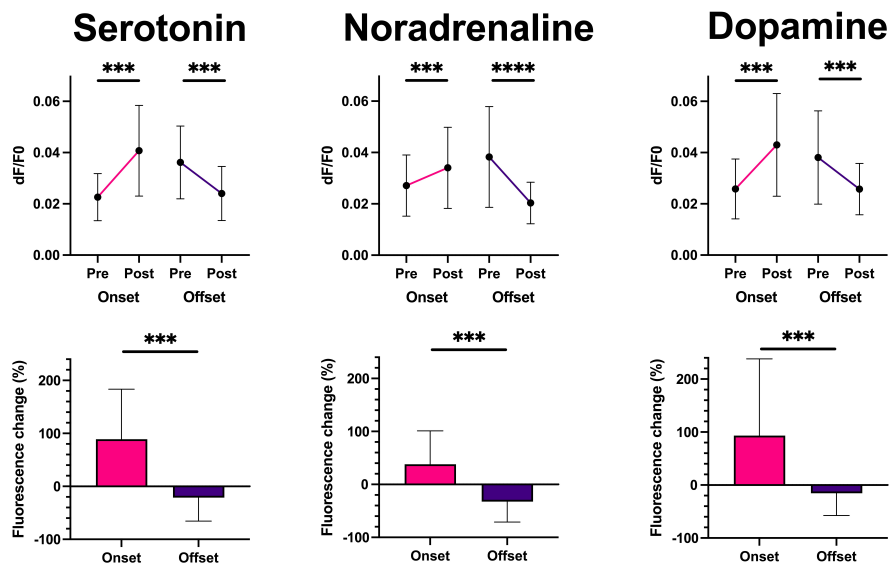 Serotonin Noradrenaline Dopamine
*** *** *** **** *** ***
dF/F0 dF/F0 dF/F0
0.06 0.06 0.06
0.04 0.04 0.04
0.02 0.02 0.02
0.00 0.00 0.00
Pre Post Pre Post Pre Post Pre Post Pre Post Pre Post
Onset Offset Onset Offset Onset Offset
*** *** ***
Fluorescence change (%) Fluorescence change (%) Fluorescence change (%)
200 200 200
100 100 100
0 0 0
-100 -100 -100
Onset Offset Onset Offset Onset Offset